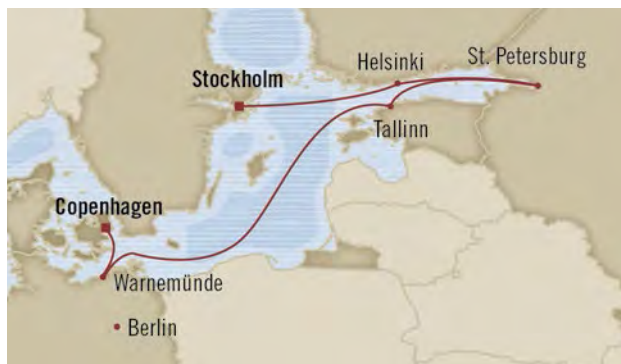 Helsinki
St. Petersburg
Stockholm
Tallinn
Copenhagen
Warnemünde
Berlin